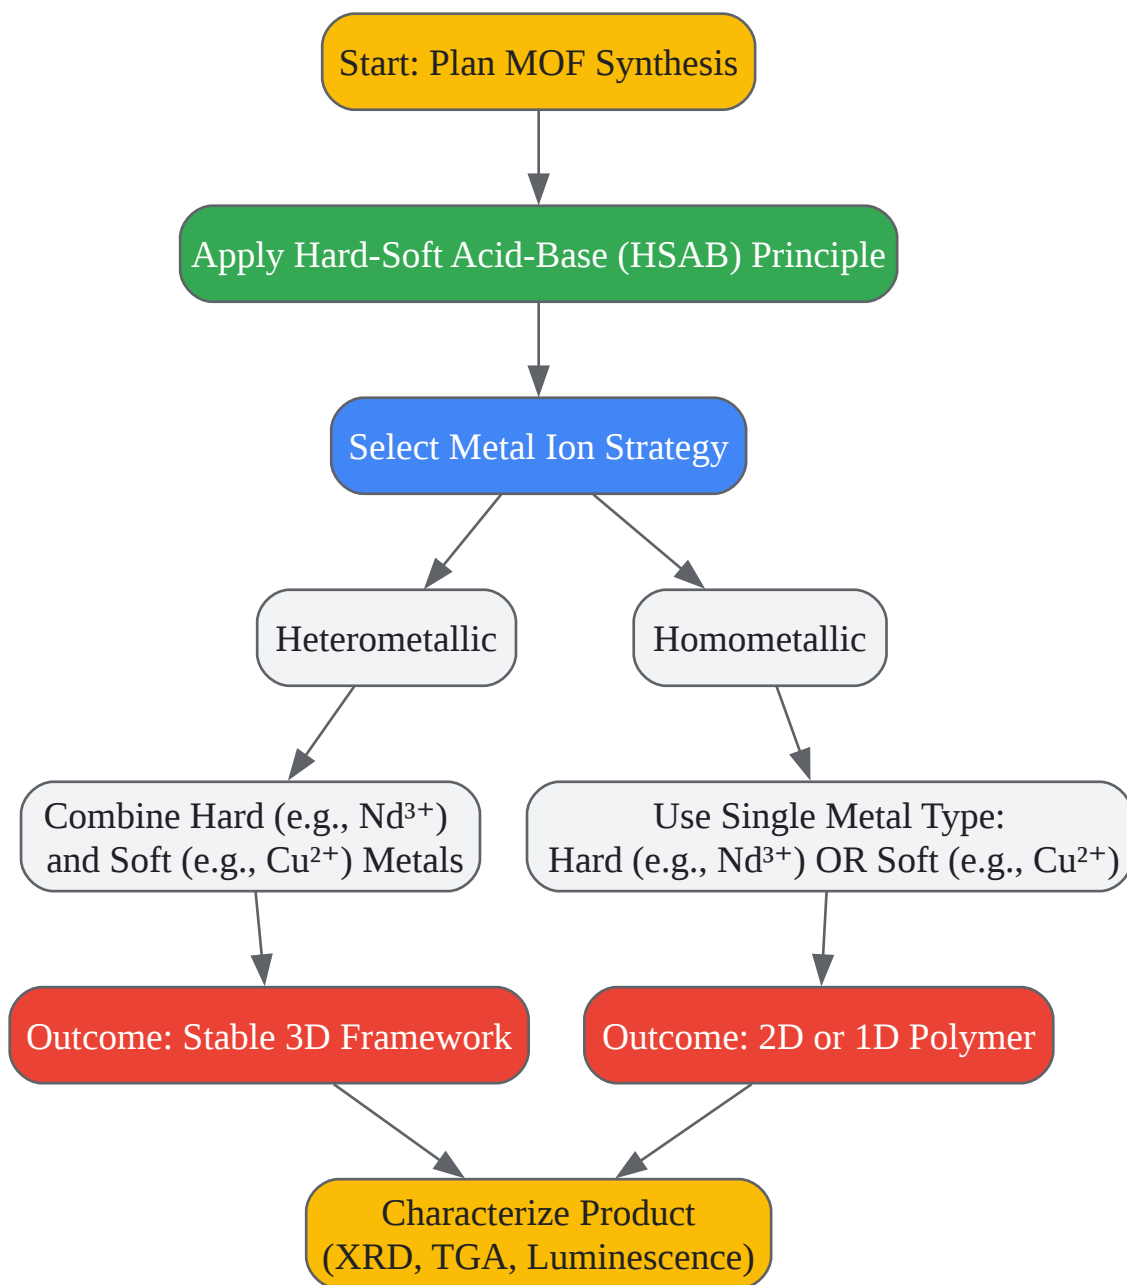 Start: Plan MOF Synthesis
Apply Hard-Soft Acid-Base (HSAB) Principle
Select Metal Ion Strategy
Heterometallic
Homometallic
Combine Hard (e.g., Nd³⁺)
and Soft (e.g., Cu²⁺) Metals
Use Single Metal Type:
Hard (e.g., Nd³⁺) OR Soft (e.g., Cu²⁺)
Outcome: Stable 3D Framework
Outcome: 2D or 1D Polymer
Characterize Product
(XRD, TGA, Luminescence)